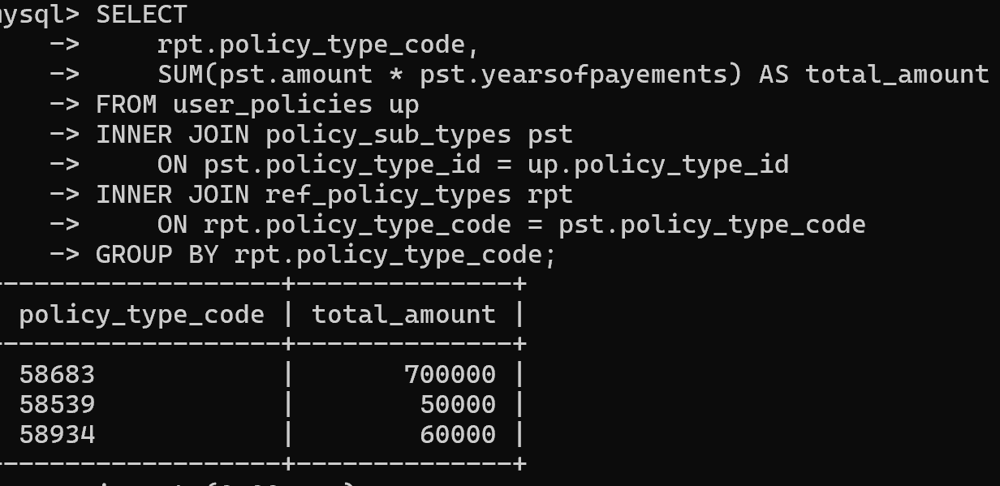 mysql> SELECT
    ->     rpt.policy_type_code,
    ->     SUM(pst.amount * pst.yearsofpayements) AS total_amount
    -> FROM user_policies up
    -> INNER JOIN policy_sub_types pst
    ->     ON pst.policy_type_id = up.policy_type_id
    -> INNER JOIN ref_policy_types rpt
    ->     ON rpt.policy_type_code = pst.policy_type_code
    -> GROUP BY rpt.policy_type_code;
------------------+--------------+
policy_type_code | total_amount |
------------------+--------------+
58683            |       700000 |
58539            |        50000 |
58934            |        60000 |
------------------+--------------+